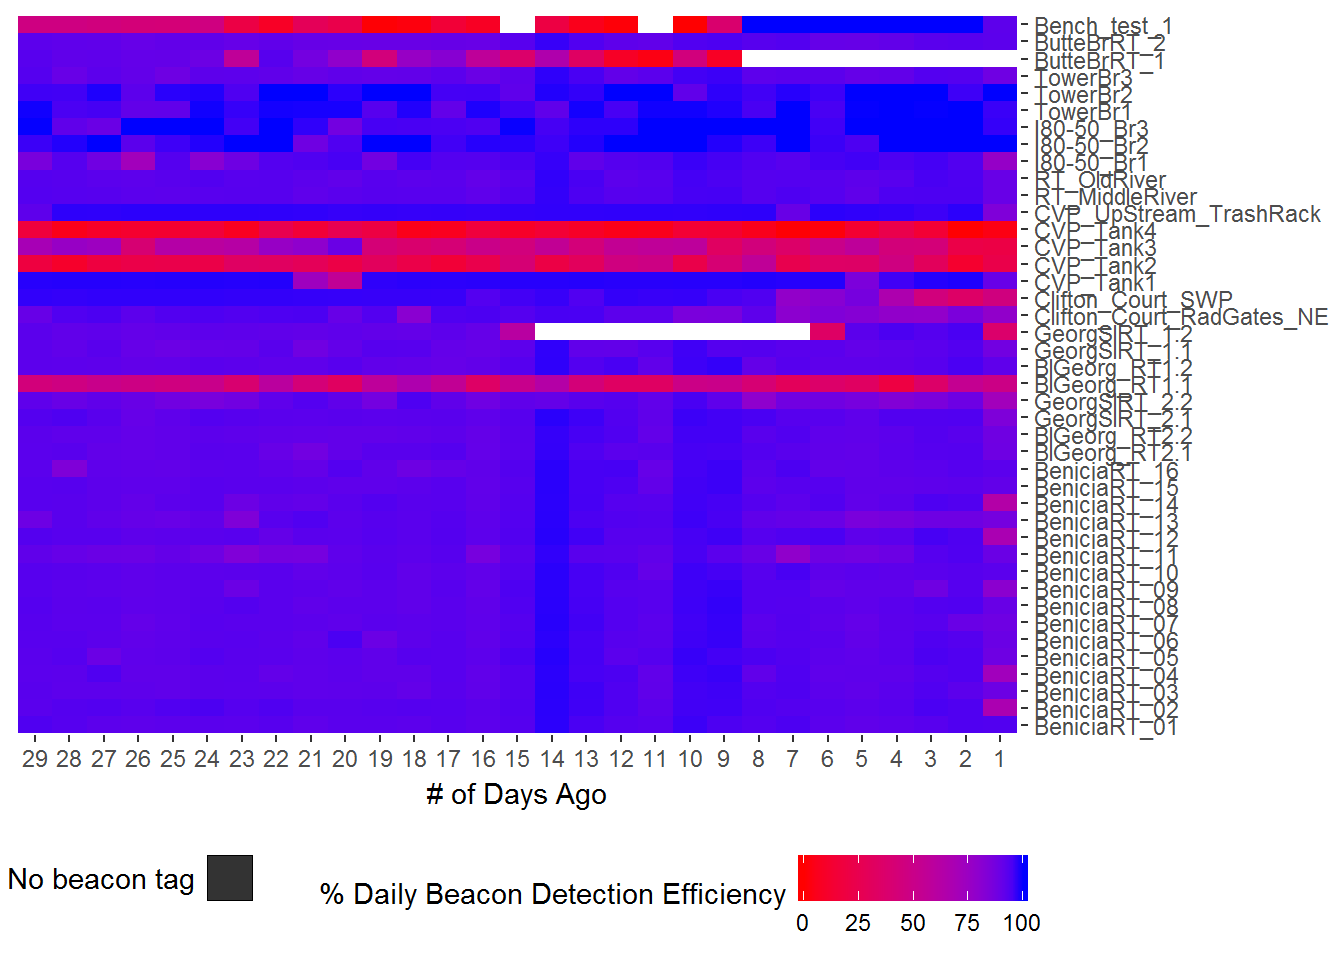 Bench_test_1
ButteBrRT_2
ButteBrRT_1
TowerBr3
TowerBr2
TowerBr1
I80-50_Br3
I80-50_Br2
I80-50_Br1
RT_OldRiver
RT_MiddleRiver
CVP_UpStream_TrashRack
CVP_Tank4
CVP_Tank3
CVP_Tank2
CVP_Tank1
Clifton_Court_SWP
Clifton_Court_RadGates_NE
GeorgSlRT_1.2
GeorgSlRT_1.1
BlGeorg_RT1.2
BlGeorg_RT1.1
GeorgSlRT_2.2
GeorgSlRT_2.1
BlGeorg_RT2.2
BlGeorg_RT2.1
BeniciaRT_16
BeniciaRT_15
BeniciaRT_14
BeniciaRT_13
BeniciaRT_12
BeniciaRT_11
BeniciaRT_10
BeniciaRT_09
BeniciaRT_08
BeniciaRT_07
BeniciaRT_06
BeniciaRT_05
BeniciaRT_04
BeniciaRT_03
BeniciaRT_02
BeniciaRT_01
29 28 27 26 25 24 23 22 21 20 19 18 17 16 15 14 13 12 11 10 9 8 7 6 5 4 3 2 1
# of Days Ago
No beacon tag
% Daily Beacon Detection Efficiency
0 25 50 75 100